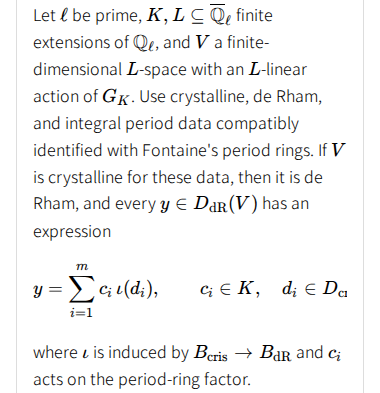 Let ℓ be prime, K, L ⊆ Q̅_ℓ finite
extensions of Q_ℓ, and V a finite-
dimensional L-space with an L-linear
action of G_K. Use crystalline, de Rham,
and integral period data compatibly
identified with Fontaine's period rings. If V
is crystalline for these data, then it is de
Rham, and every y ∈ D_dR(V) has an
expression
y = ∑_{i=1}^{m} c_i ι(d_i), c_i ∈ K, d_i ∈ D
where ι is induced by B_cris → B_dR and c_i
acts on the period-ring factor.